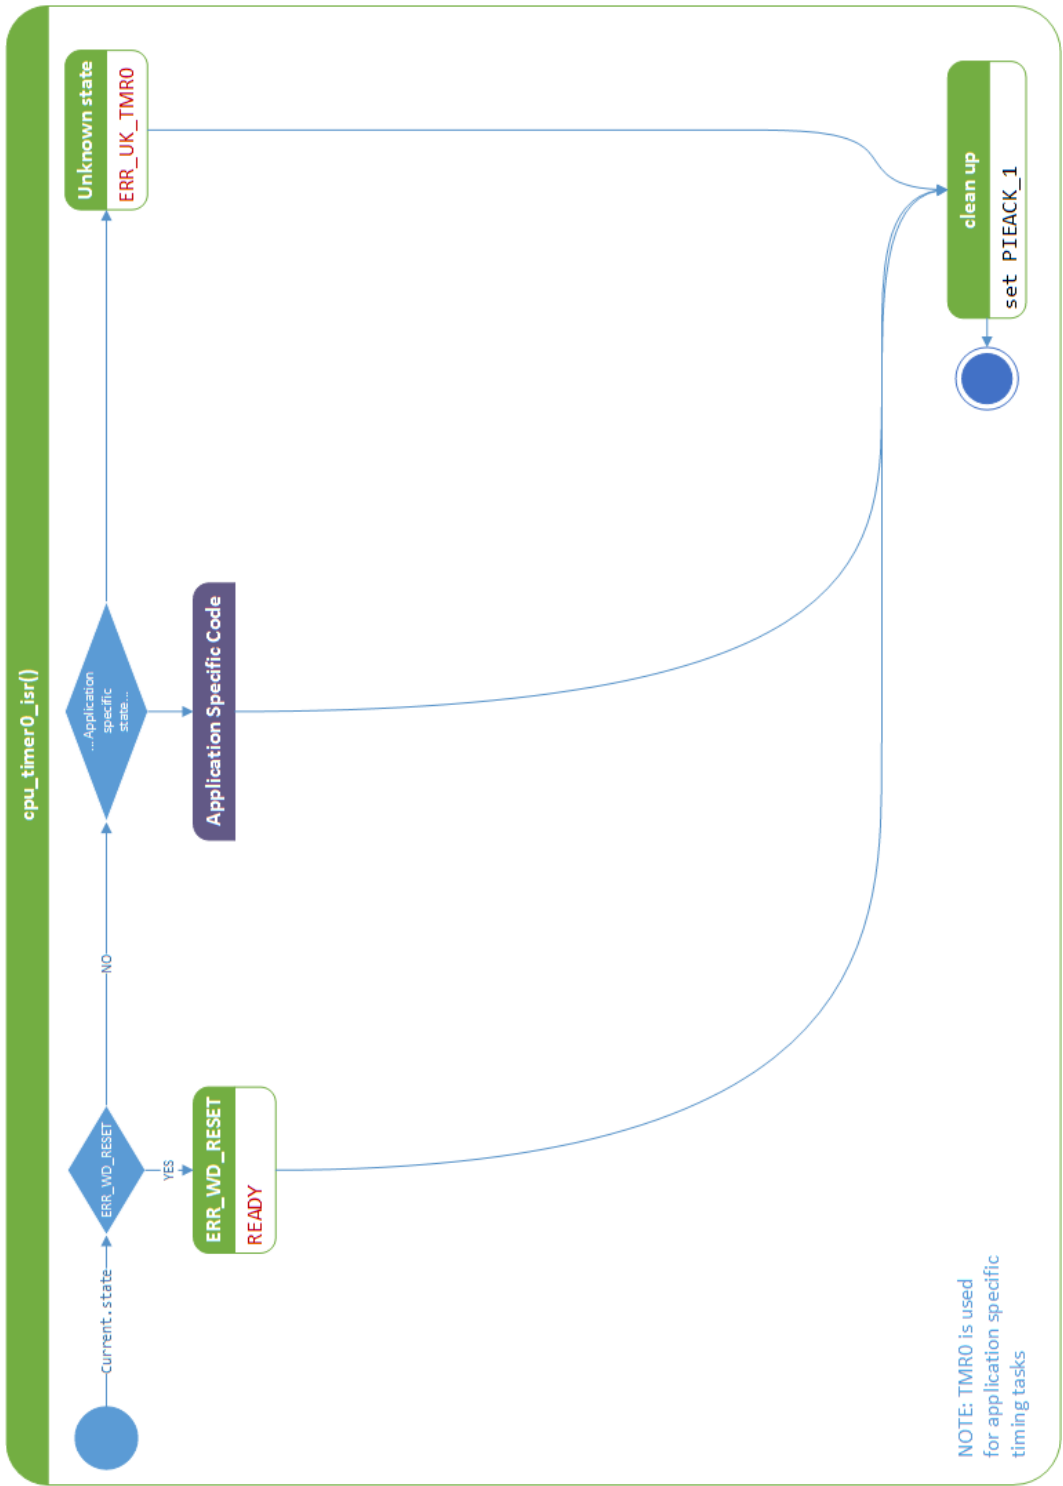 cpu_timer0_isr()
Current.state
ERR_WD_RESET
NO
...Application
specific
state...
Unknown state
ERR_UK_TMR0
YES
ERR_WD_RESET
READY
Application Specific Code
clean up
set PIEACK_1
NOTE: TMR0 is used
for application specific
timing tasks